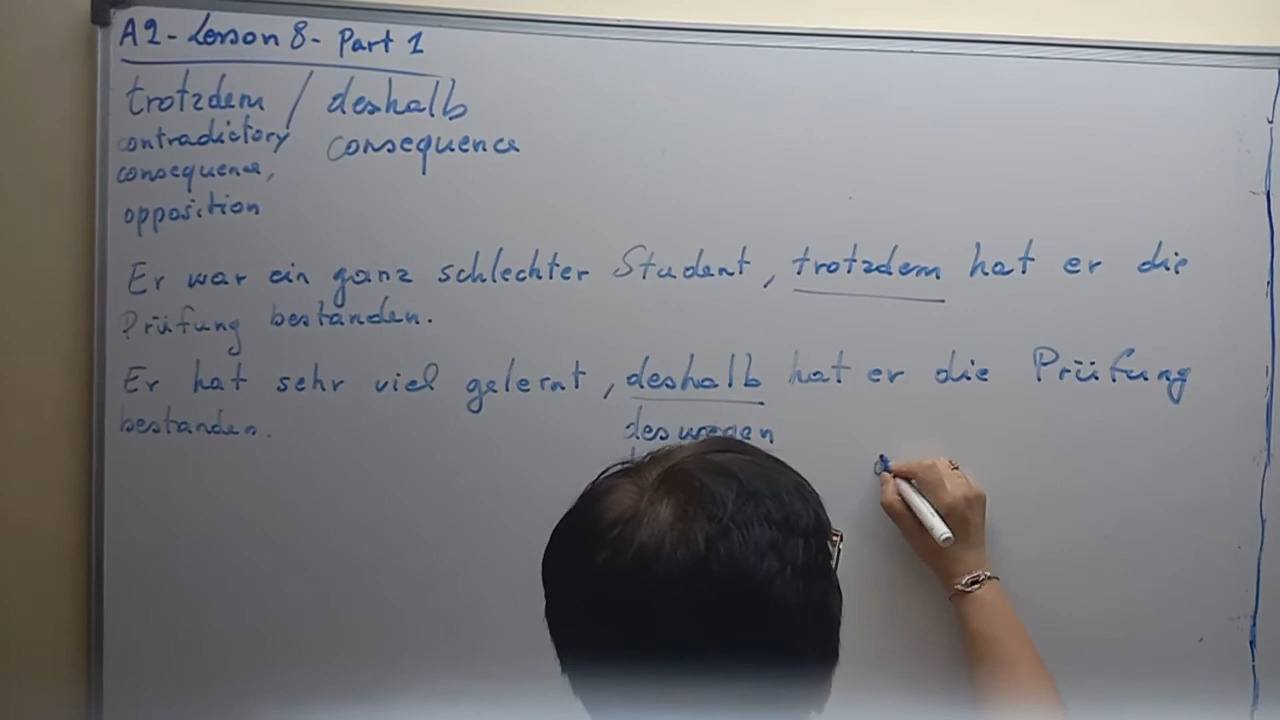 A2 - Lesson 8 - Part 1
trotzdem / deshalb
contradictory consequence
consequence,
opposition
Er war ein ganz schlechter Student, trotzdem hat er die
Prüfung bestanden.
Er hat sehr viel gelernt, deshalb hat er die Prüfung
bestanden. deswegen